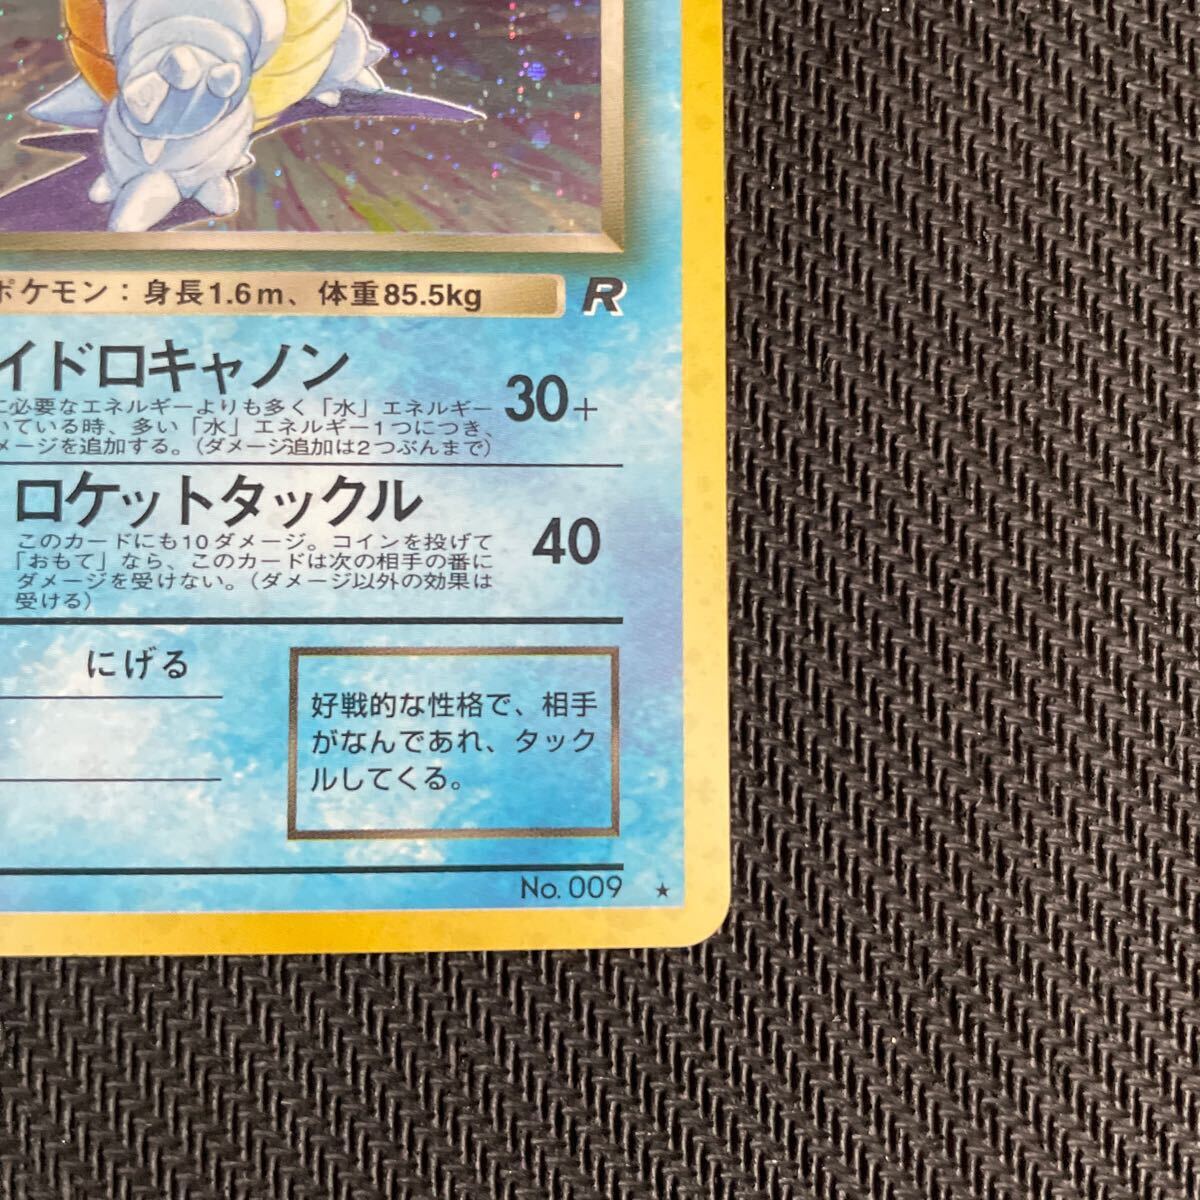 ポケモン：身長1.6m、体重85.5kg R
イドロキャノン 30+
に必要なエネルギーよりも多く「水」エネルギー
いている時、多い「水」エネルギー1つにつき、
メージを追加する。（ダメージ追加は2つぶんまで）
ロケットタックル 40
このカードにも10ダメージ。コインを投げて
「おもて」なら、このカードは次の相手の番に
ダメージを受けない。（ダメージ以外の効果は
受ける）
にげる
好戦的な性格で、相手
がなんであれ、タック
ルしてくる。
No. 009 ★